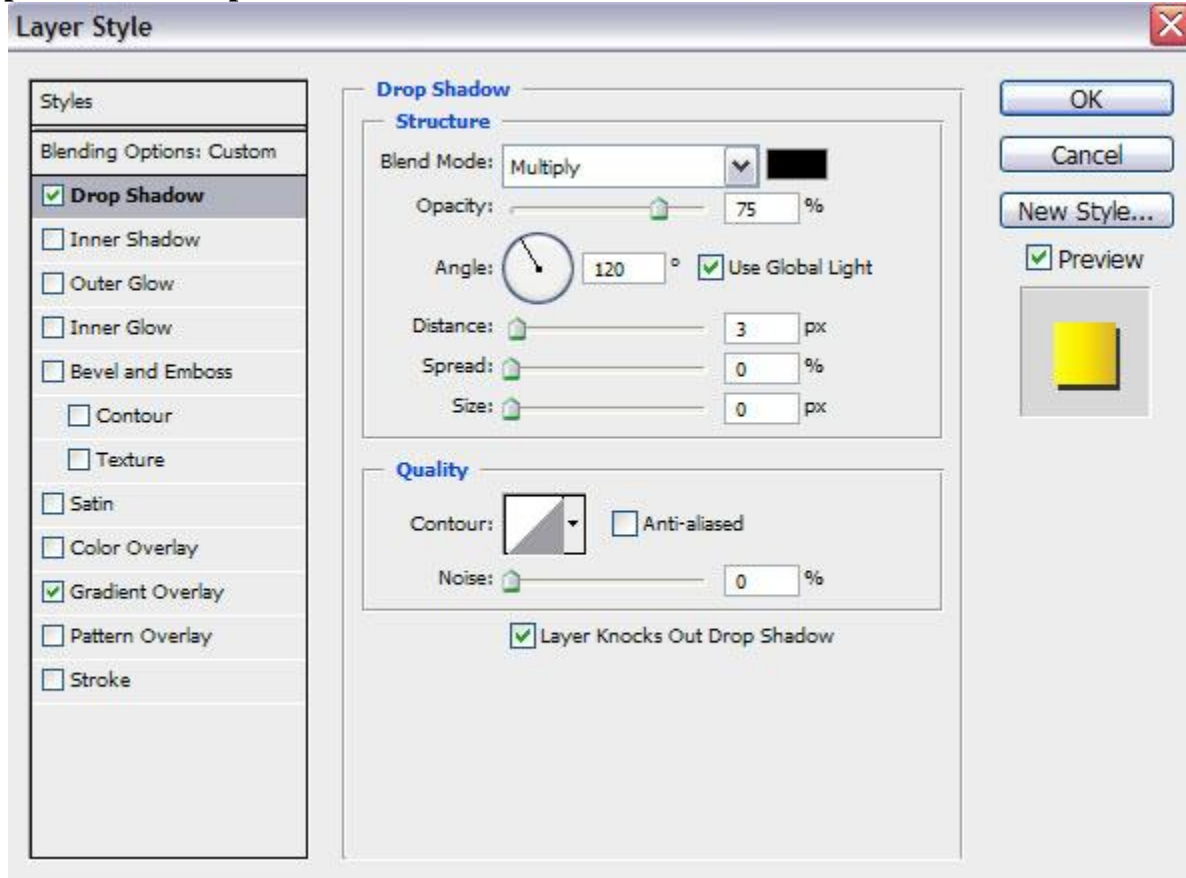 Layer Style
Styles
Blending Options: Custom
Drop Shadow
Inner Shadow
Outer Glow
Inner Glow
Bevel and Emboss
Contour
Texture
Satin
Color Overlay
Gradient Overlay
Pattern Overlay
Stroke
Drop Shadow
Structure
Blend Mode: Multiply
Opacity: 75 %
Angle: 120 ° Use Global Light
Distance: 3 px
Spread: 0 %
Size: 0 px
Quality
Contour: Anti-aliased
Noise: 0 %
Layer Knocks Out Drop Shadow
OK
Cancel
New Style...
Preview